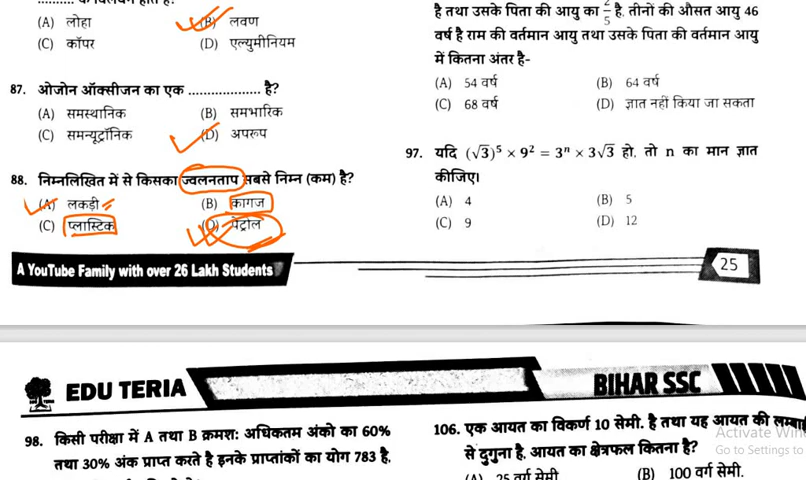 (A) लोहा
(B) लवण
(C) कॉपर
(D) एल्युमीनियम
87. ओजोन ऑक्सीजन का एक .................... है?
(A) समस्थानिक
(B) समभारिक
(C) समन्यूट्रॉनिक
(D) अपरूप
88. निम्नलिखित में से किसका ज्वलनताप सबसे निम्न (कम) है?
(A) लकड़ी
(B) कागज
(C) प्लास्टिक
(D) पेट्रोल
A YouTube Family with over 26 Lakh Students
है तथा उसके पिता की आयु का 2/5 है. तीनों की औसत आयु 46
वर्ष है राम की वर्तमान आयु तथा उसके पिता की वर्तमान आयु
में कितना अंतर है-
(A) 54 वर्ष
(B) 64 वर्ष
(C) 68 वर्ष
(D) ज्ञात नहीं किया जा सकता
97. यदि (√3)⁵ × 9² = 3ⁿ × 3√3 हो, तो n का मान ज्ञात
कीजिए।
(A) 4
(B) 5
(C) 9
(D) 12
25
EDU TERIA
BIHAR SSC
98. किसी परीक्षा में A तथा B क्रमश: अधिकतम अंको का 60%
तथा 30% अंक प्राप्त करते है इनके प्राप्तांकों का योग 783 है,
106. एक आयत का विकर्ण 10 सेमी. है तथा यह आयत की लम्बाई
से दुगुना है. आयत का क्षेत्रफल कितना है?
(A) 25 वर्ग सेमी
(B) 100 वर्ग सेमी.
Activate Win
Go to Settings to